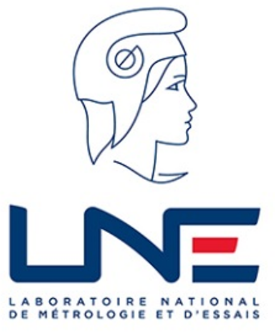 LNE
LABORATOIRE NATIONAL
DE MÉTROLOGIE ET D'ESSAIS